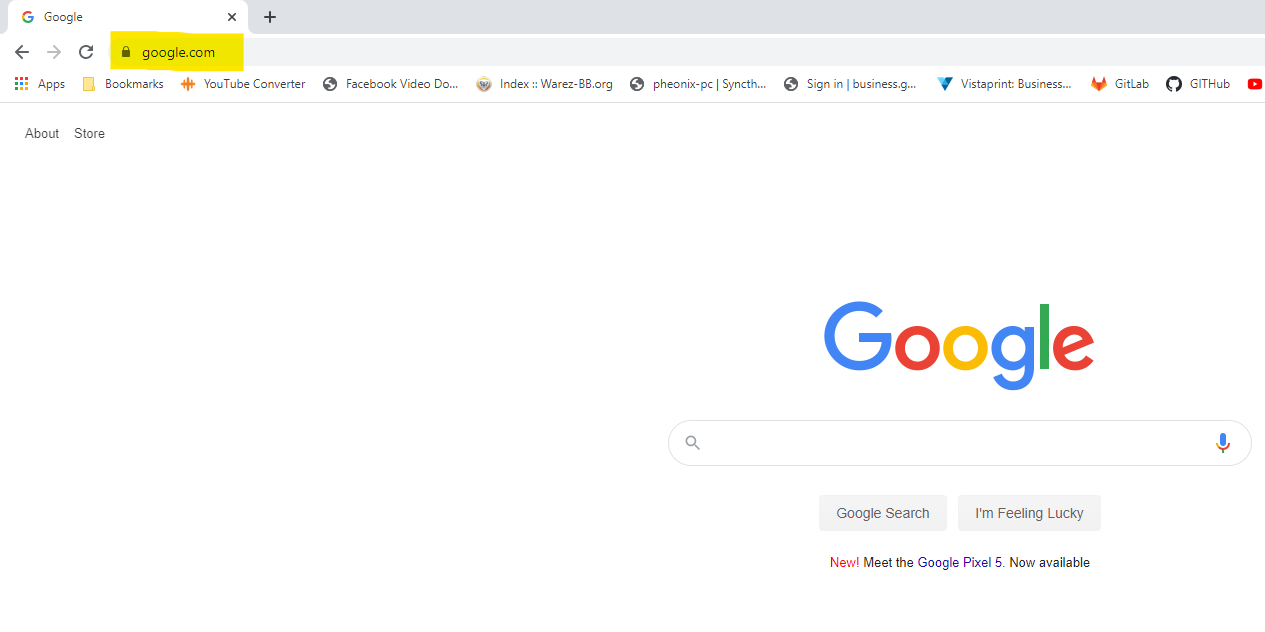 Google
google.com
Apps Bookmarks YouTube Converter Facebook Video Do... Index :: Warez-BB.org pheonix-pc | Syncth... Sign in | business.g... Vistaprint: Business... GitLab GITHub
About Store
Google
Google Search I'm Feeling Lucky
New! Meet the Google Pixel 5. Now available